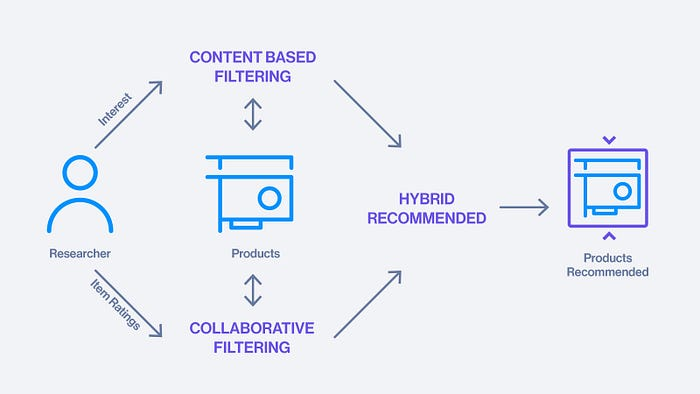 CONTENT BASED
FILTERING
Interest
Researcher
Products
HYBRID
RECOMMENDED
Products
Recommended
Item Ratings
COLLABORATIVE
FILTERING